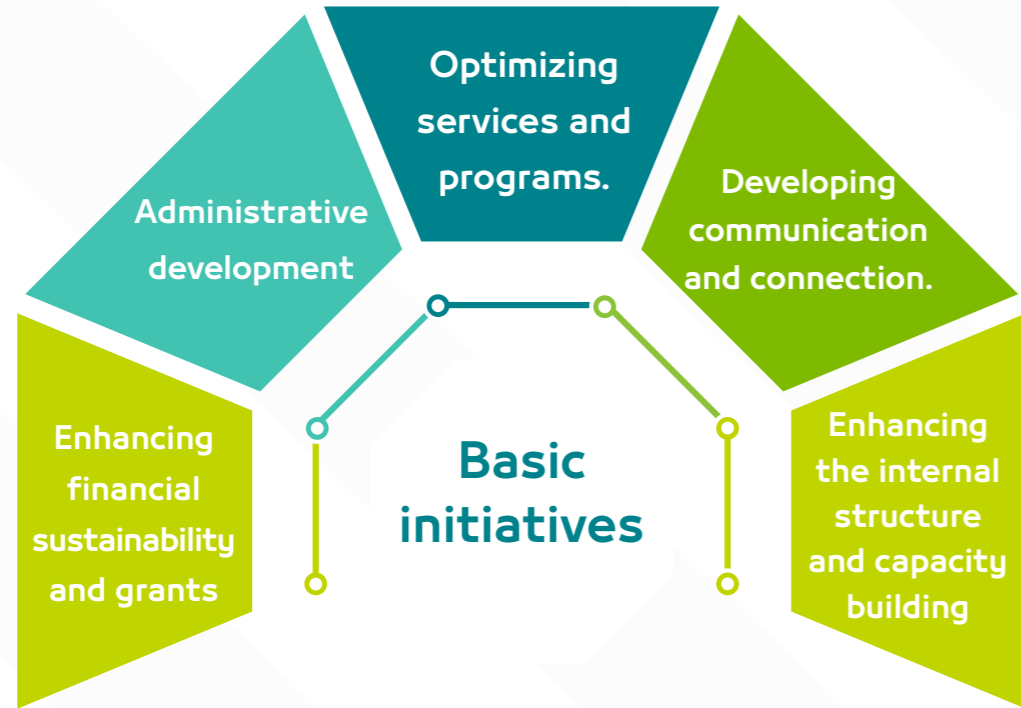 Optimizing
services and
programs.
Administrative
development
Developing
communication
and connection.
Enhancing
financial
sustainability
and grants
Basic
initiatives
Enhancing
the internal
structure
and capacity
building